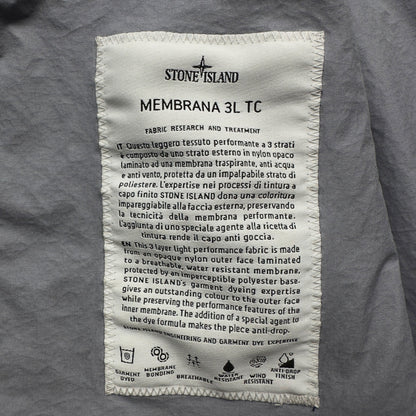 STONE ISLAND
MEMBRANA 3L TC
FABRIC RESEARCH AND TREATMENT
IT Questo leggero tessuto performante a 3 strati
è composto da uno strato esterno in nylon opaco
laminato ad una membrana traspirante, anti acqua
e anti vento, protetta da un impalpabile strato di
poliestere. L'expertise nei processi di tintura a
capo finito STONE ISLAND dona una coloritura
impareggiabile alla faccia esterna, preservando
la tecnicità della membrana performante.
L'aggiunta di uno speciale agente alla ricetta di
tintura rende il capo anti goccia.
EN This 3 layer light performance fabric is made
from an opaque nylon outer face laminated
to a breathable, water resistant membrane,
protected by an imperceptible polyester base.
STONE ISLAND's garment dyeing expertise
gives an outstanding colour to the outer face
while preserving the performance features of the
inner membrane. The addition of a special agent to
the dye formula makes the piece anti-drop.
STONE ISLAND ENGINEERING AND GARMENT DYE EXPERTISE
GARMENT DYED
MEMBRANE BONDING
BREATHABLE
WATER RESISTANT
WIND RESISTANT
ANTI-DROP FINISH